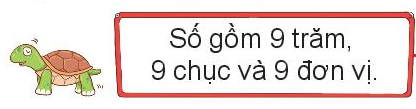 Số gồm 9 trăm,
9 chục và 9 đơn vị.